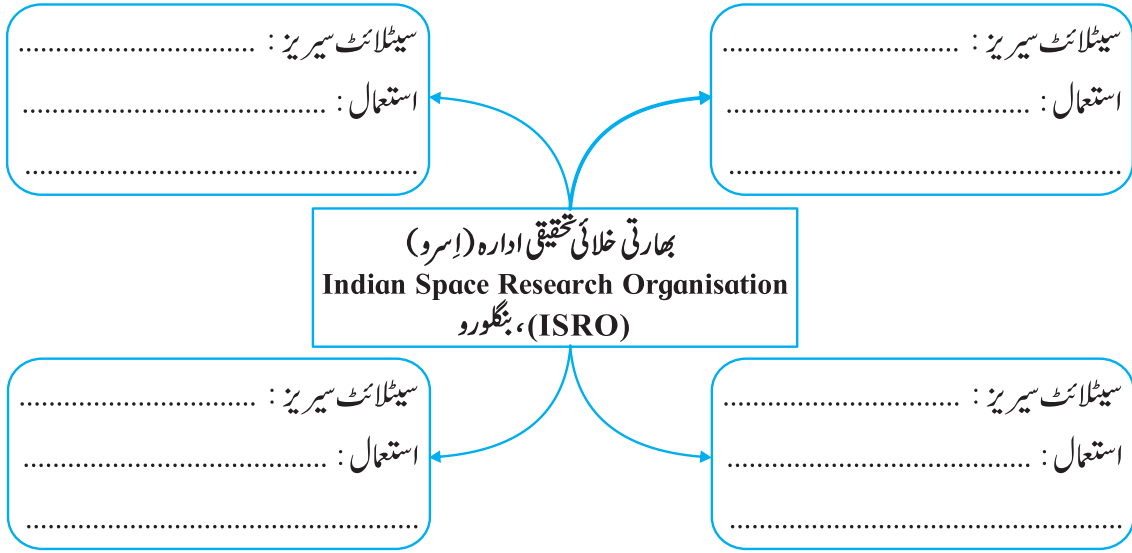 سیٹلائٹ سیریز : ..............................
استعمال : .......................................
..................................................
سیٹلائٹ سیریز : ..............................
استعمال : .......................................
..................................................
بھارتی خلائی تحقیقی ادارہ (اِسرو)
Indian Space Research Organisation
(ISRO)، بنگلورو
سیٹلائٹ سیریز : ..............................
استعمال : .......................................
..................................................
سیٹلائٹ سیریز : ..............................
استعمال : .......................................
..................................................